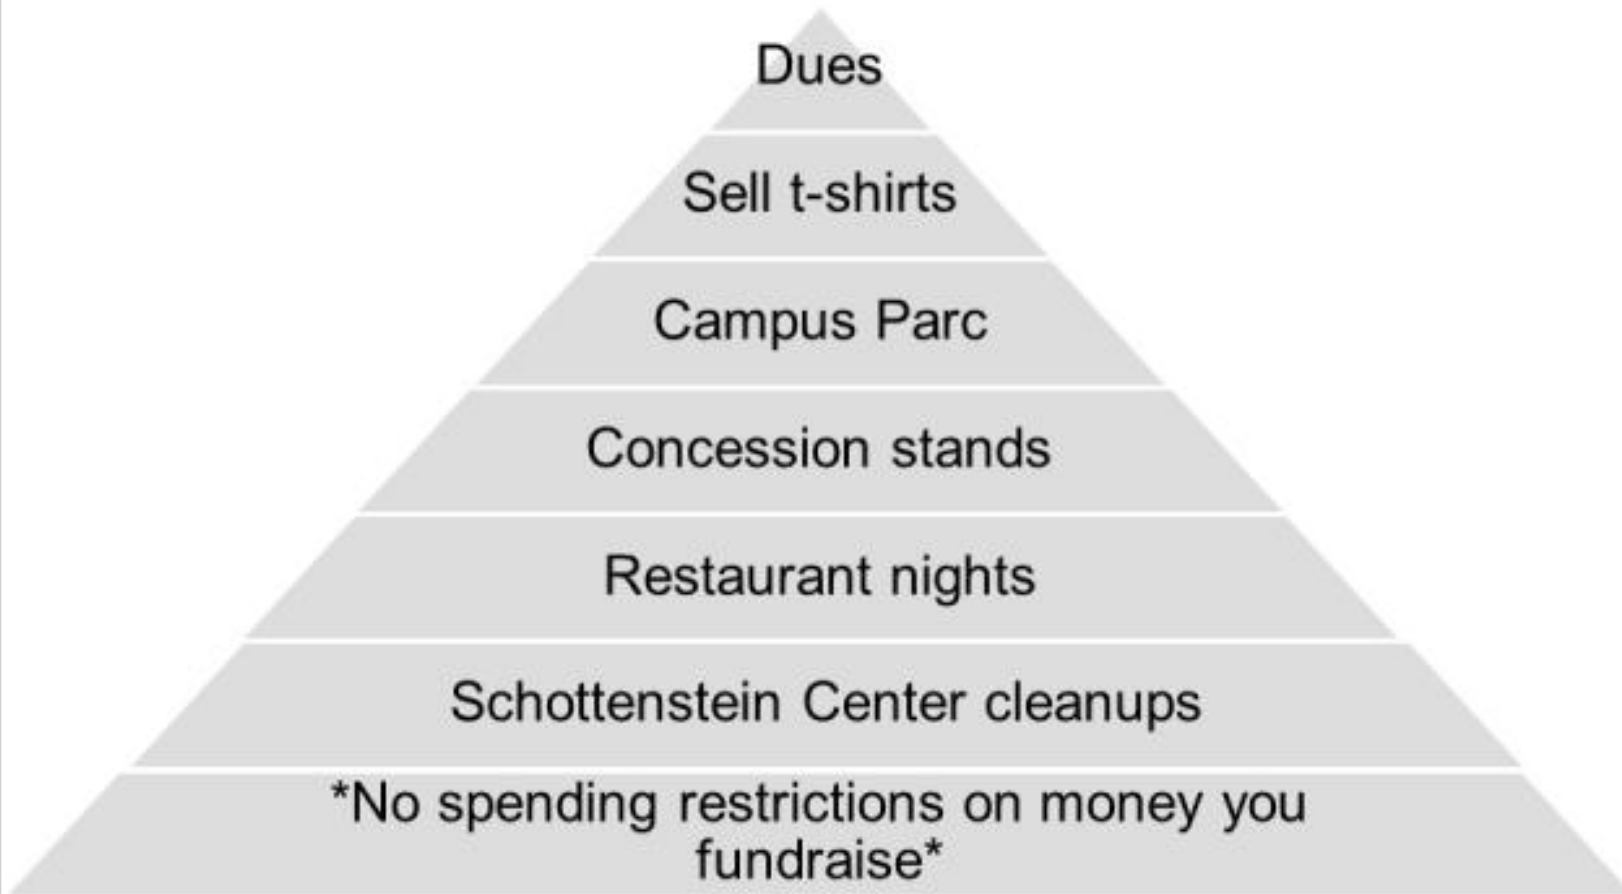 Dues
Sell t-shirts
Campus Parc
Concession stands
Restaurant nights
Schottenstein Center cleanups
*No spending restrictions on money you
fundraise*